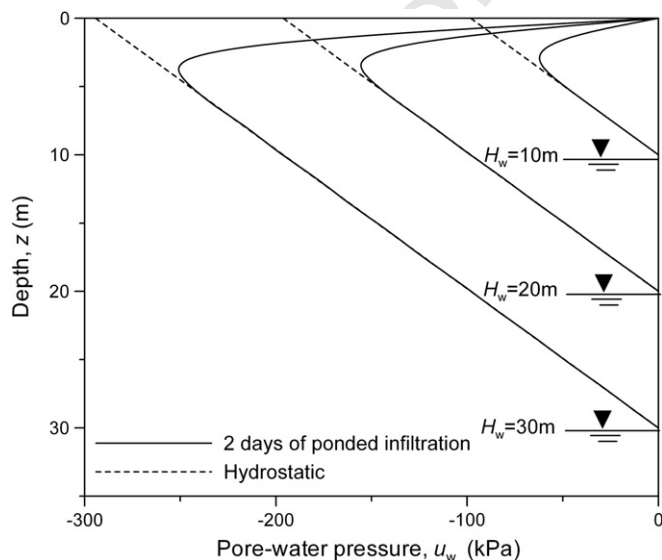 0
10
20
30
Depth, z (m)
H_w=10m
H_w=20m
H_w=30m
2 days of ponded infiltration
Hydrostatic
-300
-200
-100
0
Pore-water pressure, u_w (kPa)